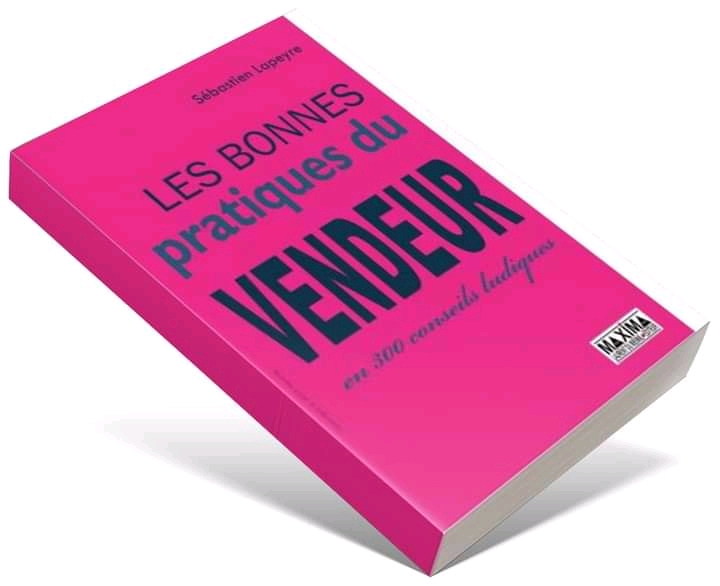 Sébastien Lapeyre
LES BONNES
pratiques du
VENDEUR
en 300 conseils ludiques
MAXIMA